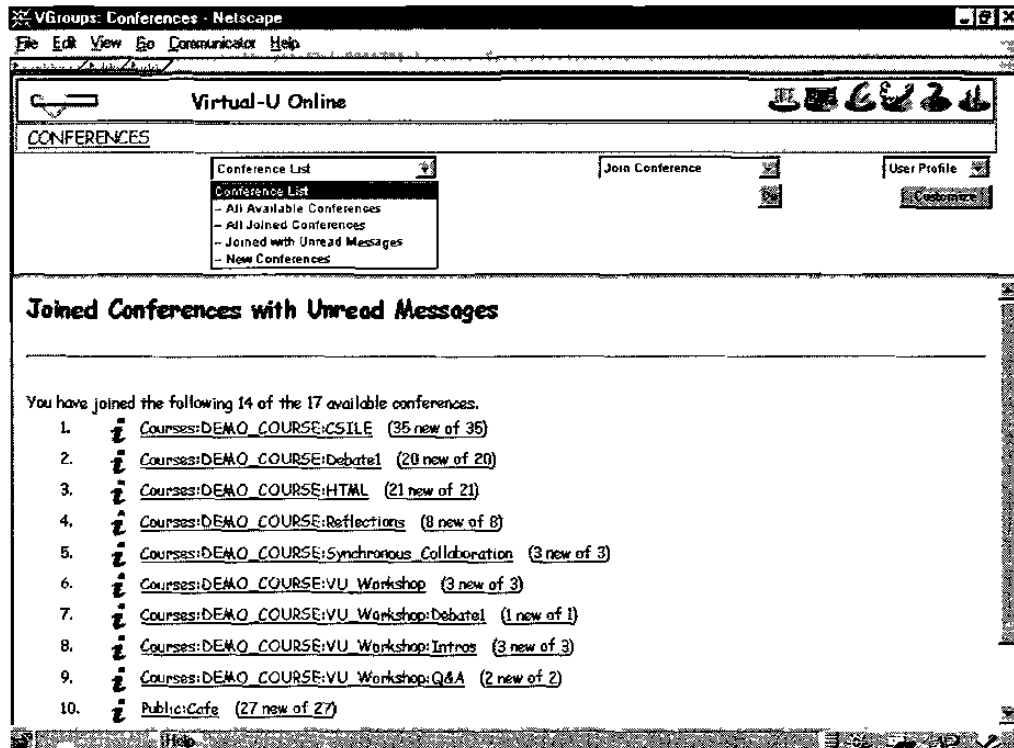 VGroups: Conferences - Netscape
File Edit View Go Communicator Help
Virtual-U Online
CONFERENCES
Conference List Join Conference User Profile
Conference List Go Customize
- All Available Conferences
- All Joined Conferences
- Joined with Unread Messages
- New Conferences
Joined Conferences with Unread Messages
You have joined the following 14 of the 17 available conferences.
1. i Courses:DEMO_COURSE:CSILE (35 new of 35)
2. i Courses:DEMO_COURSE:Debate1 (20 new of 20)
3. i Courses:DEMO_COURSE:HTML (21 new of 21)
4. i Courses:DEMO_COURSE:Reflections (8 new of 8)
5. i Courses:DEMO_COURSE:Synchronous_Collaboration (3 new of 3)
6. i Courses:DEMO_COURSE:VU_Workshop (3 new of 3)
7. i Courses:DEMO_COURSE:VU_Workshop:Debate1 (1 new of 1)
8. i Courses:DEMO_COURSE:VU_Workshop:Intros (3 new of 3)
9. i Courses:DEMO_COURSE:VU_Workshop:Q&A (2 new of 2)
10. i Public:Cafe (27 new of 27)
Help